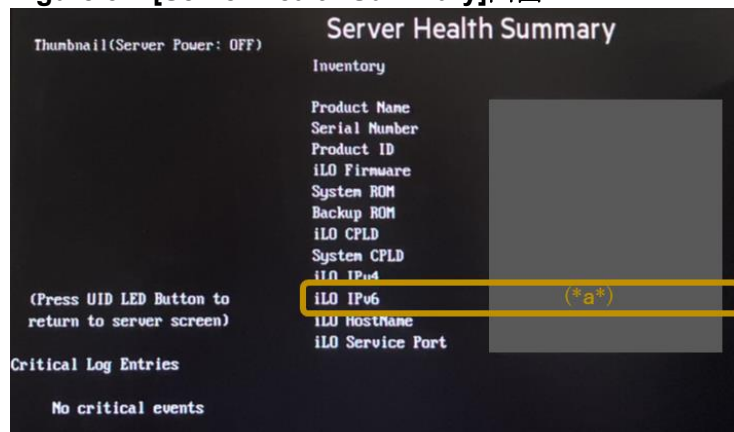 Server Health Summary
Thumbnail(Server Power: OFF)
Inventory
Product Name
Serial Number
Product ID
iLO Firmware
System ROM
Backup ROM
iLO CPLD
System CPLD
iLO IPv4
iLO IPv6 (*a*)
iLO HostName
iLO Service Port
(Press UID LED Button to
return to server screen)
Critical Log Entries
No critical events